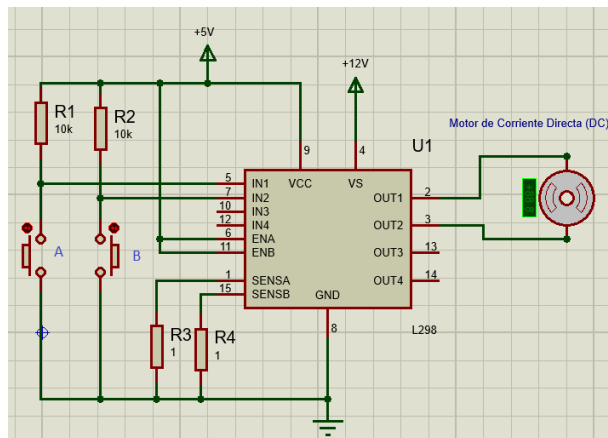 +5V
+12V
R1
10k
R2
10k
Motor de Corriente Directa (DC)
U1
9
4
5
IN1
VCC
VS
OUT1
2
7
IN2
10
IN3
OUT2
3
12
IN4
6
ENA
OUT3
13
11
ENB
1
SENSA
OUT4
14
15
SENSB
GND
8
L298
A
B
R3
1
R4
1